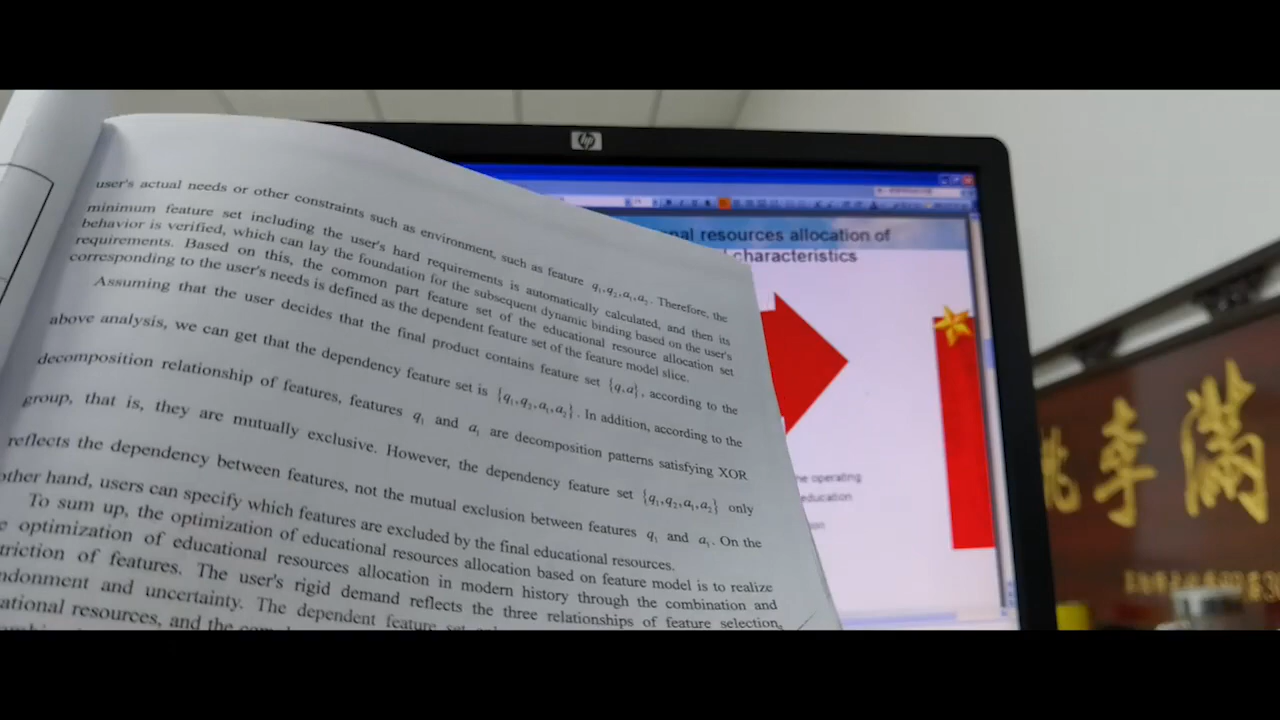 user's actual needs or other constraints such as environment, such as feature q₁,q₂,a₁,a₂. Therefore, the
minimum feature set including the user's hard requirements is automatically calculated, and then its
behavior is verified, which can lay the foundation for the subsequent dynamic binding based on the user's
requirements. Based on this, the common part feature set of the educational resource allocation set
corresponding to the user's needs is defined as the dependent feature set of the feature model slice.
Assuming that the user decides that the final product contains feature set {q,a}, according to the
above analysis, we can get that the dependency feature set is {q₁,q₂,a₁,a₂}. In addition, according to the
decomposition relationship of features, features q₁ and a₁ are decomposition patterns satisfying XOR
group, that is, they are mutually exclusive. However, the dependency feature set {q₁,q₂,a₁,a₂} only
reflects the dependency between features, not the mutual exclusion between features q₁ and a₁. On the
other hand, users can specify which features are excluded by the final educational resources.
To sum up, the optimization of educational resources allocation based on feature model is to realize
optimization of educational resources allocation in modern history through the combination and
triction of features. The user's rigid demand reflects the three relationships of feature selection,
ndonment and uncertainty. The dependent feature set
ational resources, and the
hp
nal resources allocation of
characteristics
ne operating
education
桃李满